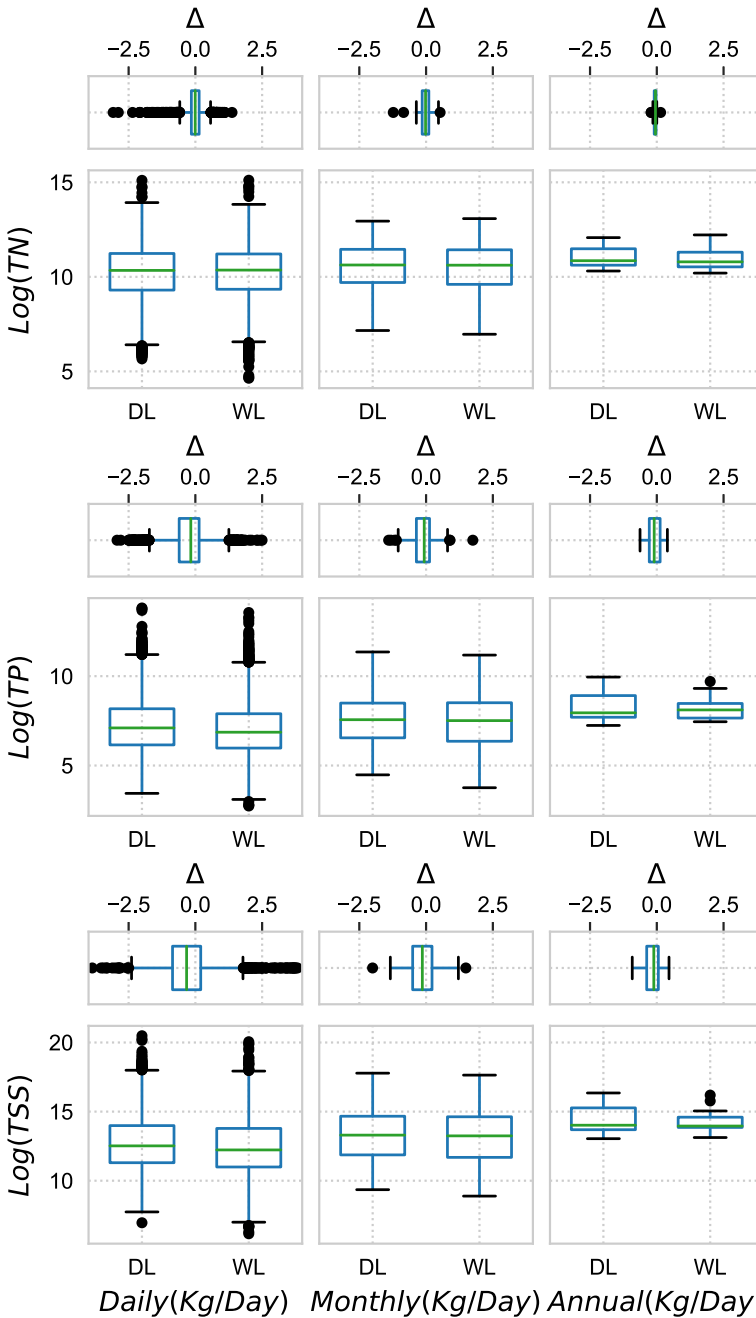 Δ Δ Δ
−2.5 0.0 2.5 −2.5 0.0 2.5 −2.5 0.0 2.5
15
10
5
Log(TN)
DL WL DL WL DL WL
Δ Δ Δ
−2.5 0.0 2.5 −2.5 0.0 2.5 −2.5 0.0 2.5
10
5
Log(TP)
DL WL DL WL DL WL
Δ Δ Δ
−2.5 0.0 2.5 −2.5 0.0 2.5 −2.5 0.0 2.5
20
15
10
Log(TSS)
DL WL DL WL DL WL
Daily(Kg/Day) Monthly(Kg/Day) Annual(Kg/Day